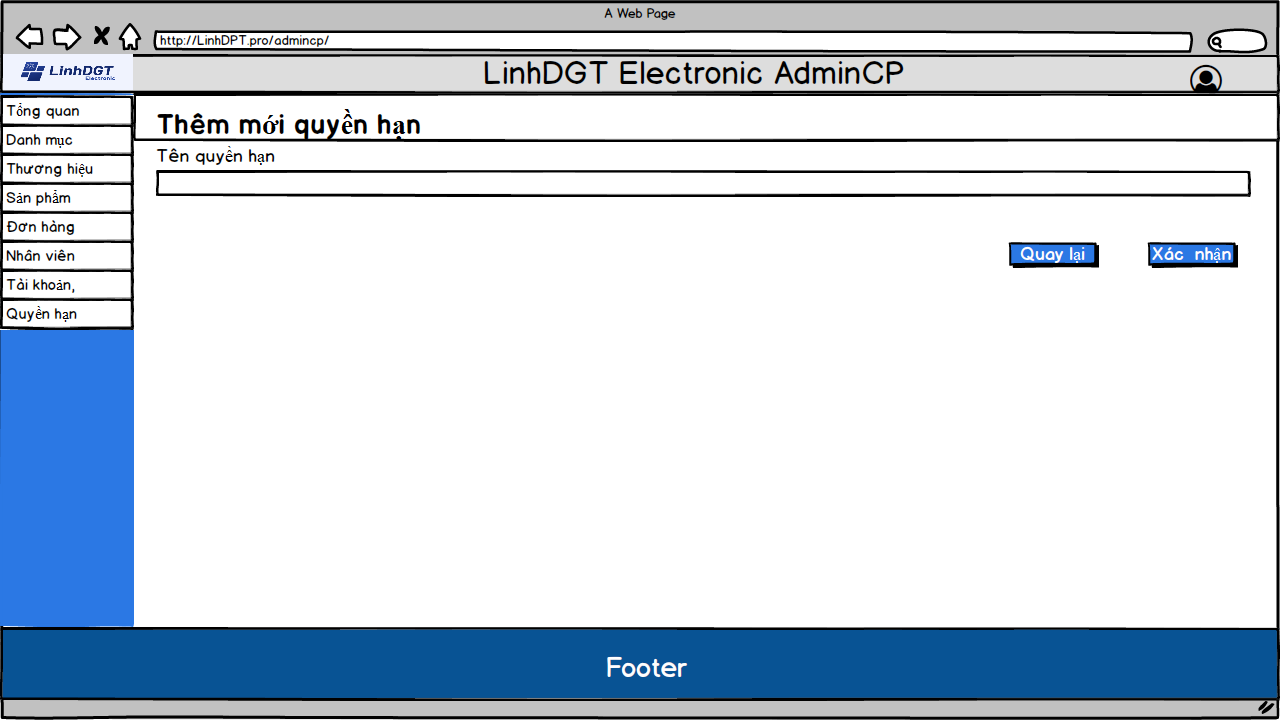 A Web Page
http://LinhDPT.pro/admincp/
LinhDGT
Electronic
LinhDGT Electronic AdminCP
Tổng quan
Danh mục
Thương hiệu
Sản phẩm
Đơn hàng
Nhân viên
Tài khoản,
Quyền hạn
Thêm mới quyền hạn
Tên quyền hạn
Quay lại
Xác nhận
Footer